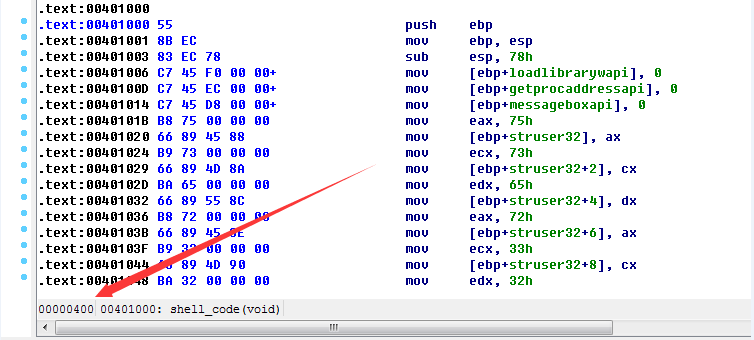 .text:00401000
.text:00401000 55 push ebp
.text:00401001 8B EC mov ebp, esp
.text:00401003 83 EC 78 sub esp, 78h
.text:00401006 C7 45 F0 00 00+ mov [ebp+loadlibrarywapi], 0
.text:0040100D C7 45 EC 00 00+ mov [ebp+getprocaddressapi], 0
.text:00401014 C7 45 D8 00 00+ mov [ebp+messageboxapi], 0
.text:0040101B B8 75 00 00 00 mov eax, 75h
.text:00401020 66 89 45 88 mov [ebp+struser32], ax
.text:00401024 B9 73 00 00 00 mov ecx, 73h
.text:00401029 66 89 4D 8A mov [ebp+struser32+2], cx
.text:0040102D BA 65 00 00 00 mov edx, 65h
.text:00401032 66 89 55 8C mov [ebp+struser32+4], dx
.text:00401036 B8 72 00 00 00 mov eax, 72h
.text:0040103B 66 89 45 mov [ebp+struser32+6], ax
.text:0040103F B9 00 00 00 mov ecx, 33h
.text:00401044 89 4D 90 mov [ebp+struser32+8], cx
BA 32 00 00 00 mov edx, 32h
00000400 00401000: shell_code(void)